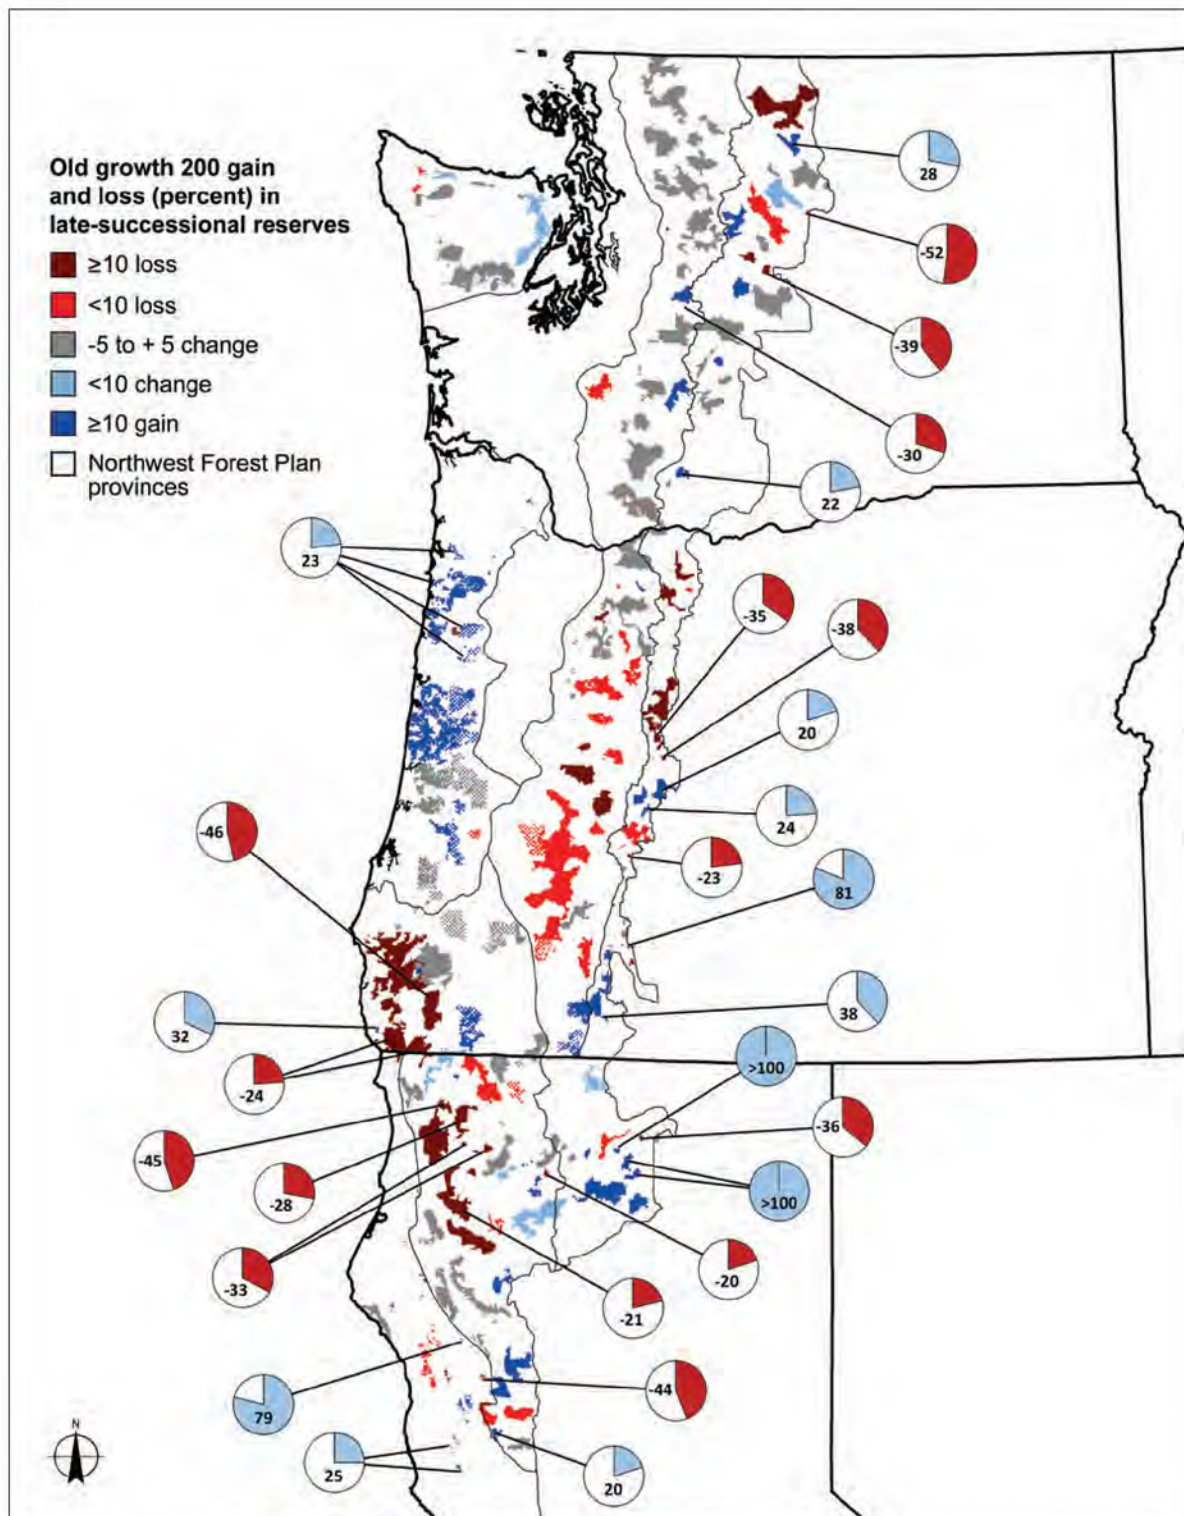 Old growth 200 gain
and loss (percent) in
late-successional reserves
≥10 loss
<10 loss
-5 to + 5 change
<10 change
≥10 gain
Northwest Forest Plan
provinces
28
-52
-39
-30
22
23
-35
-38
20
24
-46
-23
81
32
38
>100
-24
-36
-45
-28
>100
-33
-20
-21
79
-44
25
20
N